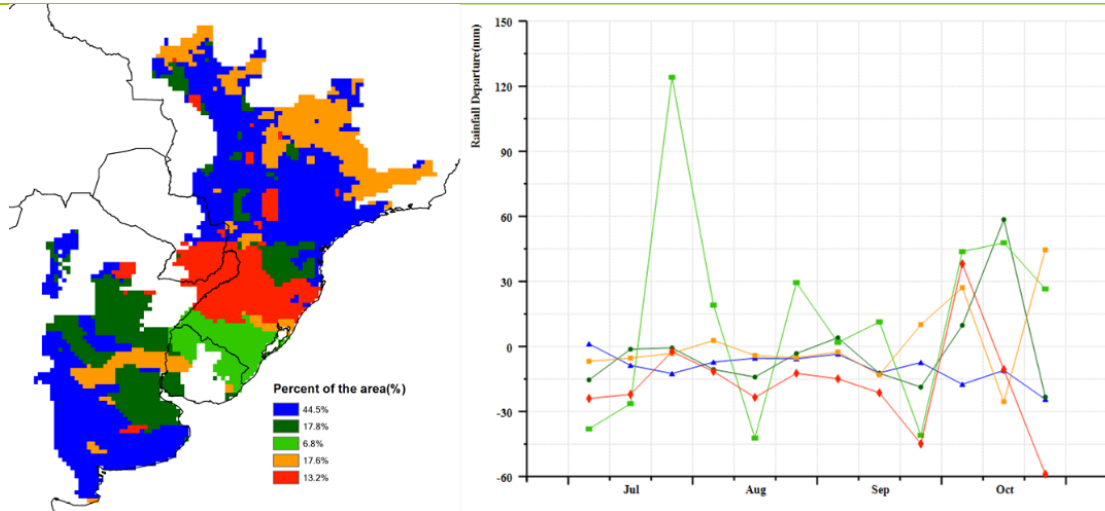 Percent of the area(%)
44.5%
17.8%
6.8%
17.6%
13.2%
Rainfall Departure(mm)
150
120
90
60
30
0
-30
-60
Jul
Aug
Sep
Oct